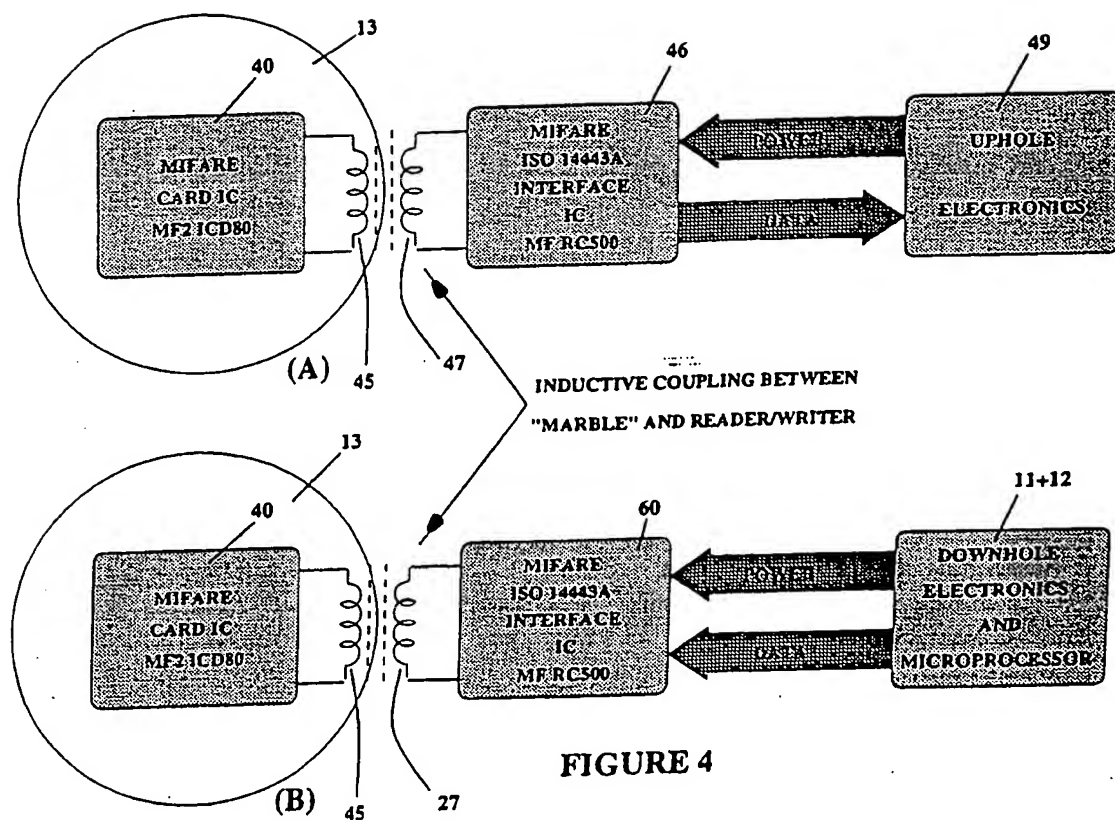 13
40
46
49
MIFARE
CARD IC
MF2 ICD80
MIFARE
ISO 14443A
INTERFACE
IC
MF RC500
POWER
DATA
UPHOLE
ELECTRONICS
(A)
45
47
INDUCTIVE COUPLING BETWEEN
"MARBLE" AND READER/WRITER
13
40
60
11+12
MIFARE
CARD IC
MF2 ICD80
MIFARE
ISO 14443A
INTERFACE
IC
MF RC500
POWER
DATA
DOWNHOLE
ELECTRONICS
AND
MICROPROCESSOR
(B)
45
27
FIGURE 4